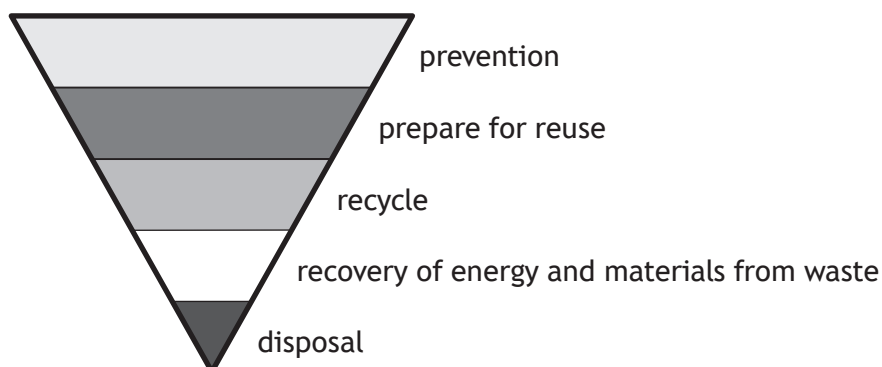 prevention
prepare for reuse
recycle
recovery of energy and materials from waste
disposal